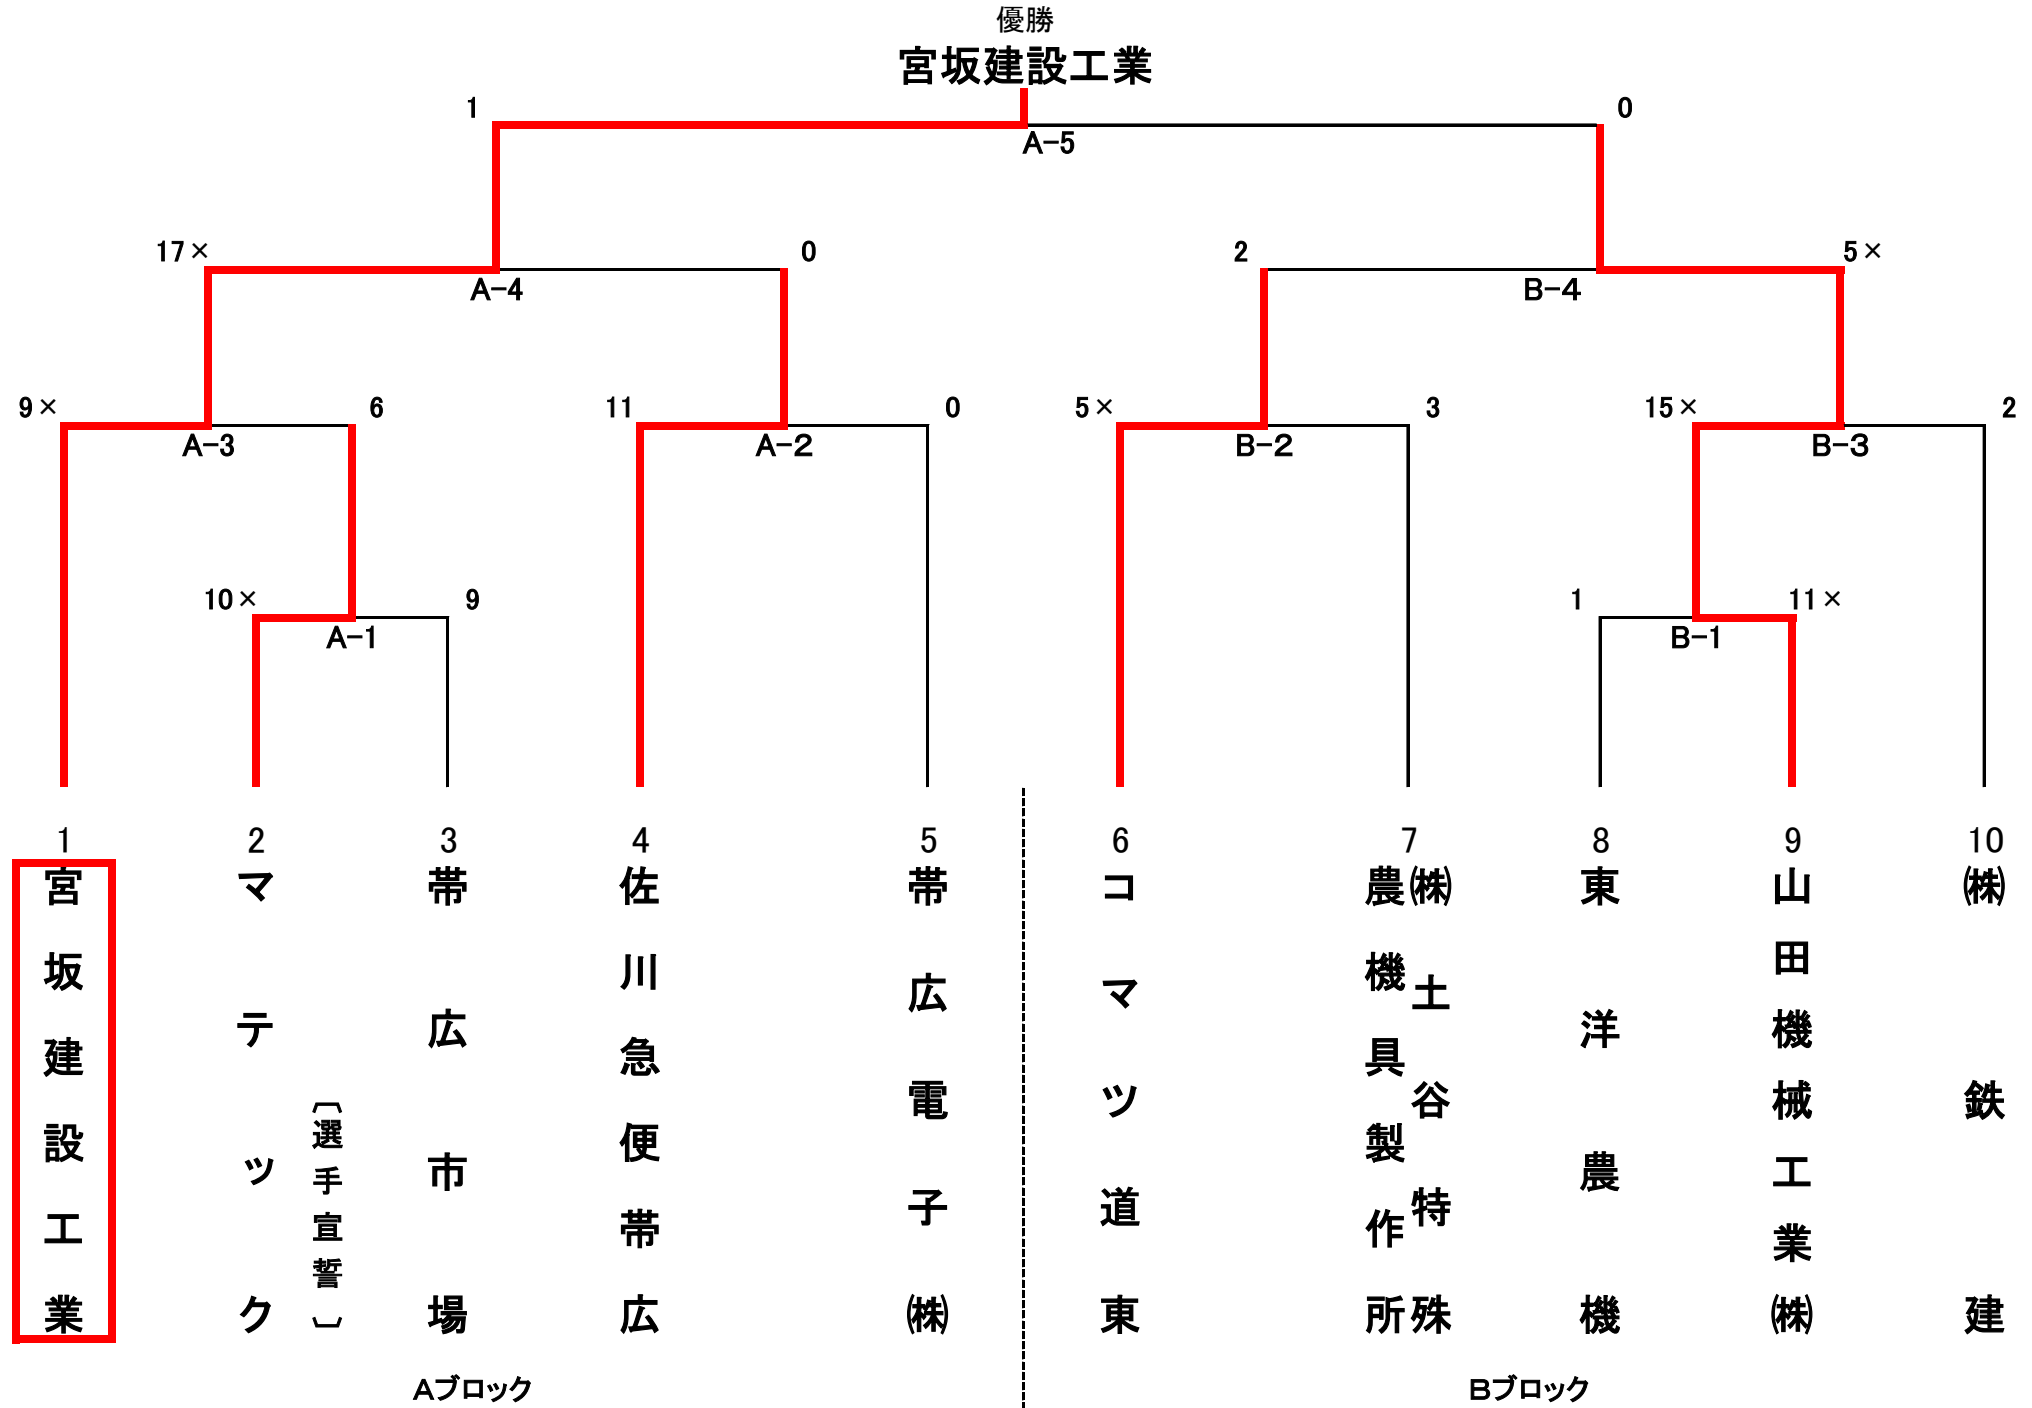 優勝
宮坂建設工業
1
0
A-5
17×
0
2
5×
A-4
B-4
9×
6
11
0
5×
3
15×
2
A-3
A-2
B-2
B-3
10×
9
1
11×
A-1
B-1
1
2
3
4
5
6
7
8
9
10
宮坂建設工業
マテック
〔選手宣誓〕
帯広市場
佐川急便帯広
帯広電子㈱
コマツ道東
㈱土谷特殊
農機具製作所
東洋農機
山田機械工業㈱
㈱鉄建
Aブロック
Bブロック